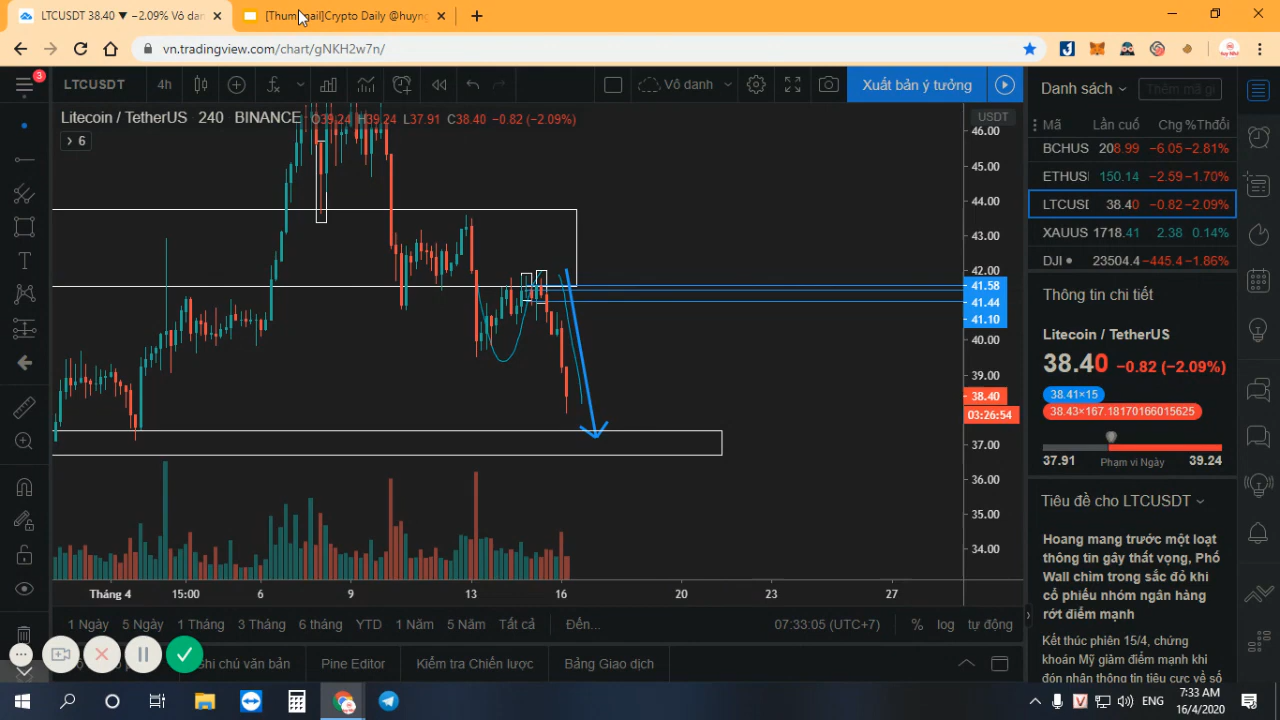 LTCUSDT 38.40 ▼ −2.09% Vô dan
[Thumbnail]Crypto Daily @huyng
vn.tradingview.com/chart/gNKH2w7n/
3
LTCUSDT 4h Vô danh Xuất bản ý tưởng
Litecoin / TetherUS 240 BINANCE O39.24 H39.24 L37.91 C38.40 −0.82 (−2.09%)
6
USDT
46.00
45.00
44.00
43.00
42.00
41.58
41.44
41.10
40.00
39.00
38.40
03:26:54
37.00
36.00
35.00
34.00
Tháng 4 15:00 6 9 13 16 20 23 27
1 Ngày 5 Ngày 1 Tháng 3 Tháng 6 tháng YTD 1 Năm 5 Năm Tất cả Đến... 07:33:05 (UTC+7) % log tự động
Ghi chú văn bản Pine Editor Kiểm tra Chiến lược Bảng Giao dịch
Danh sách Thêm mã gi
Mã Lần cuố Chg %Thđổi
BCHUS 208.99 −6.05 −2.81%
ETHUS 150.14 −2.59 −1.70%
LTCUSD 38.40 −0.82 −2.09%
XAUUS 1718.41 2.38 0.14%
DJI 23504.4 −445.4 −1.86%
Thông tin chi tiết
Litecoin / TetherUS
38.40 −0.82 (−2.09%)
38.41×15
38.43×167.18170166015625
37.91 Phạm vi Ngày 39.24
Tiêu đề cho LTCUSDT
Hoang mang trước một loạt
thông tin gây thất vọng, Phố
Wall chìm trong sắc đỏ khi
cổ phiếu nhóm ngân hàng
rớt điểm mạnh
Kết thúc phiên 15/4, chứng
khoán Mỹ giảm điểm mạnh khi
đón nhận thông tin tiêu cực về số
ENG
7:33 AM
16/4/2020